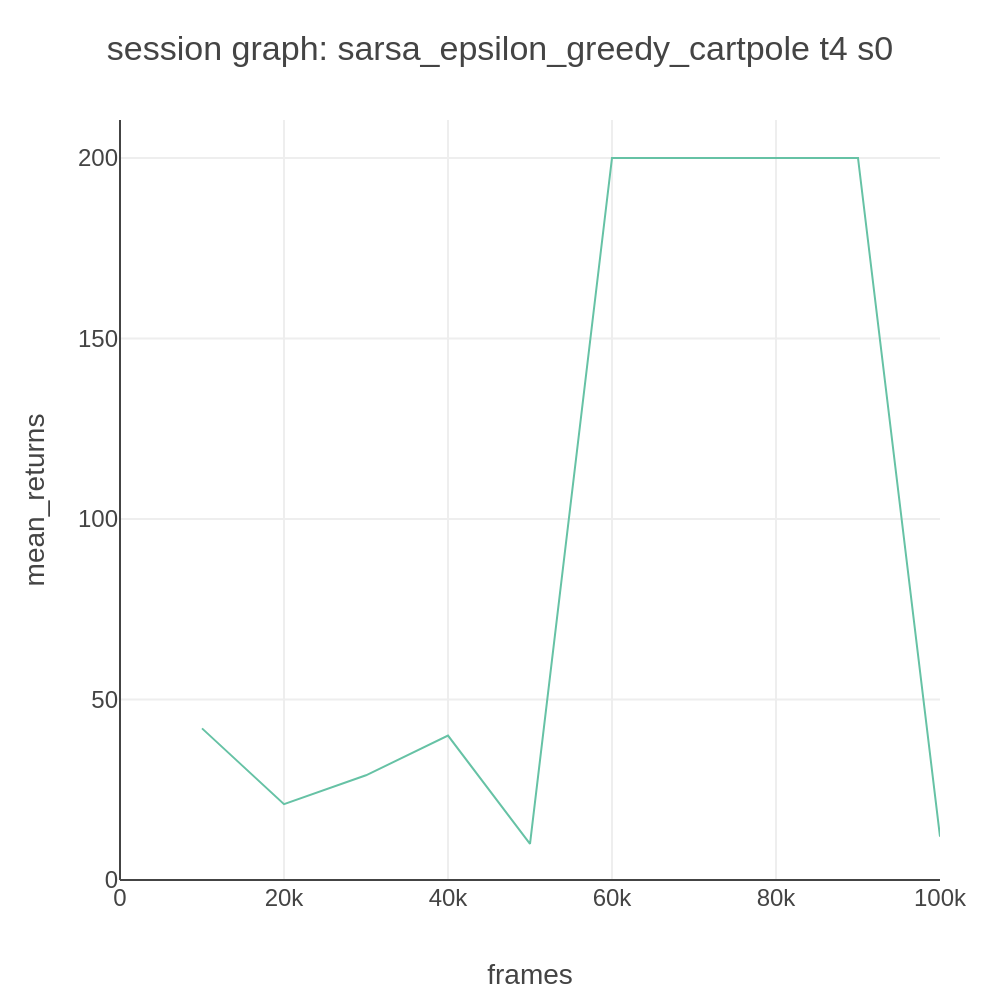 session graph: sarsa_epsilon_greedy_cartpole t4 s0
200
150
100
50
0
mean_returns
0 20k 40k 60k 80k 100k
frames